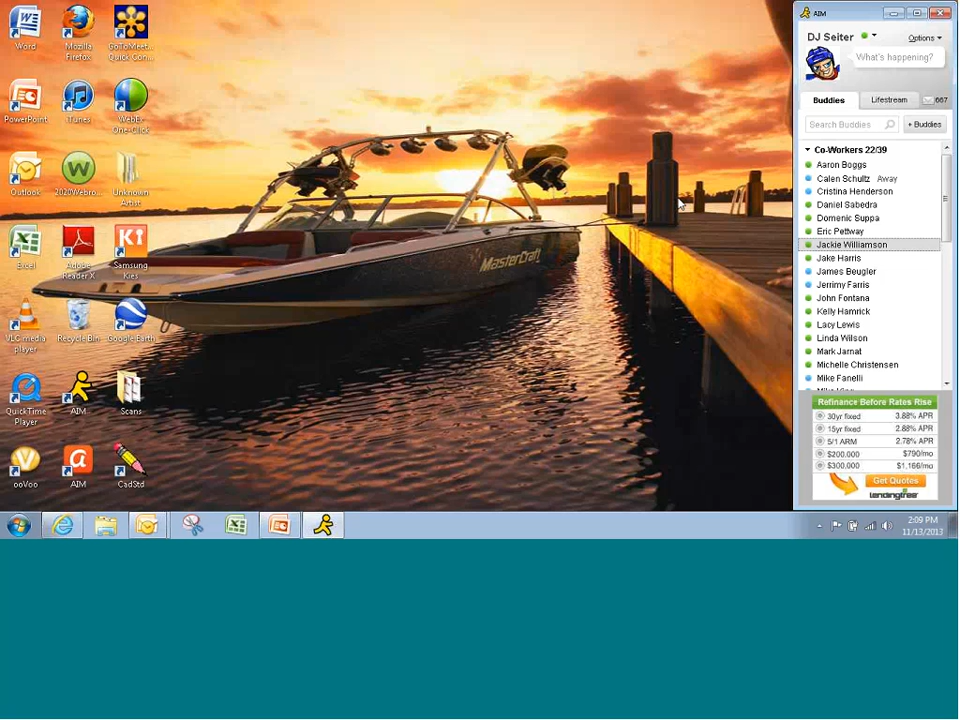 Word
Mozilla
Firefox
GoToMeet...
Quick Con...
PowerPoint
iTunes
WebEx
One-Click
Outlook
2020Webro...
Unknown
Artist
Excel
Adobe
Reader X
Samsung
Kies
VLC media
player
Recycle Bin
Google Earth
QuickTime
Player
AIM
Scans
ooVoo
AIM
CadStd
MasterCraft
AIM
DJ Seiter
Options
What's happening?
Buddies
Lifestream
667
Search Buddies
+ Buddies
Co-Workers 22/39
Aaron Boggs
Calen Schultz Away
Cristina Henderson
Daniel Sabedra
Domenic Suppa
Eric Pettway
Jackie Williamson
Jake Harris
James Beugler
Jerrimy Farris
John Fontana
Kelly Hamrick
Lacy Lewis
Linda Wilson
Mark Jarnat
Michelle Christensen
Mike Fanelli
Refinance Before Rates Rise
30yr fixed 3.88% APR
15yr fixed 2.88% APR
5/1 ARM 2.78% APR
$200,000 $790/mo
$300,000 $1,166/mo
Get Quotes
lendingtree
2:09 PM
11/13/2013